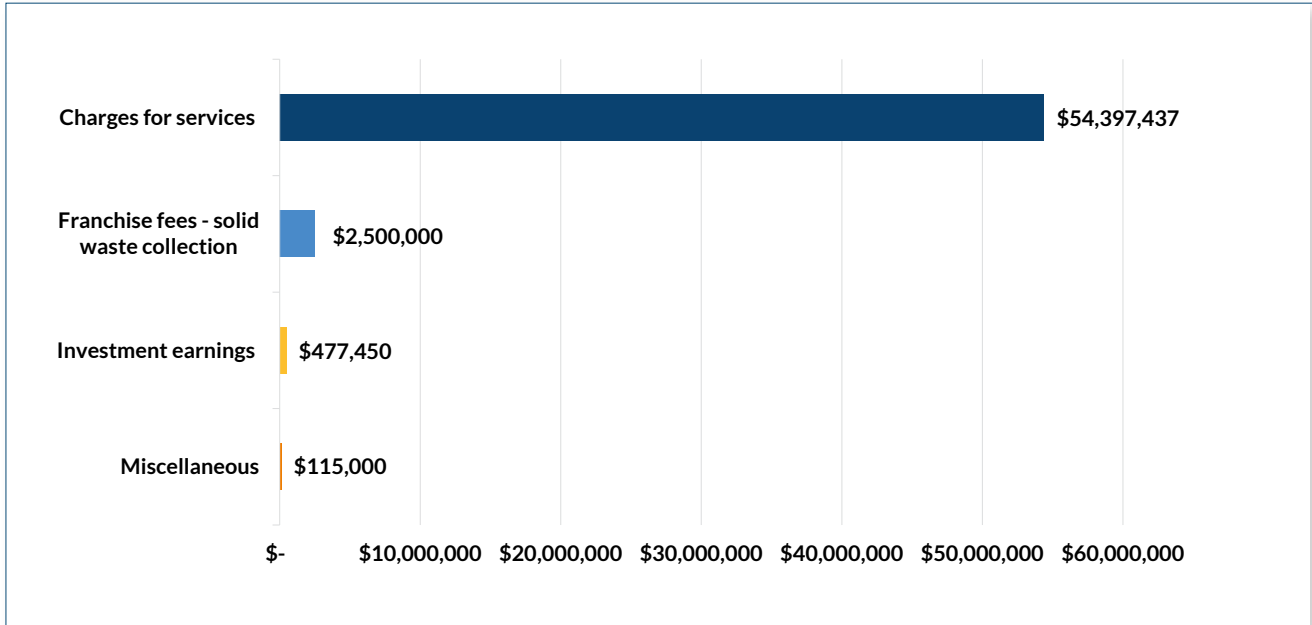 Charges for services
$54,397,437
Franchise fees - solid
waste collection
$2,500,000
Investment earnings
$477,450
Miscellaneous
$115,000
$- $10,000,000 $20,000,000 $30,000,000 $40,000,000 $50,000,000 $60,000,000